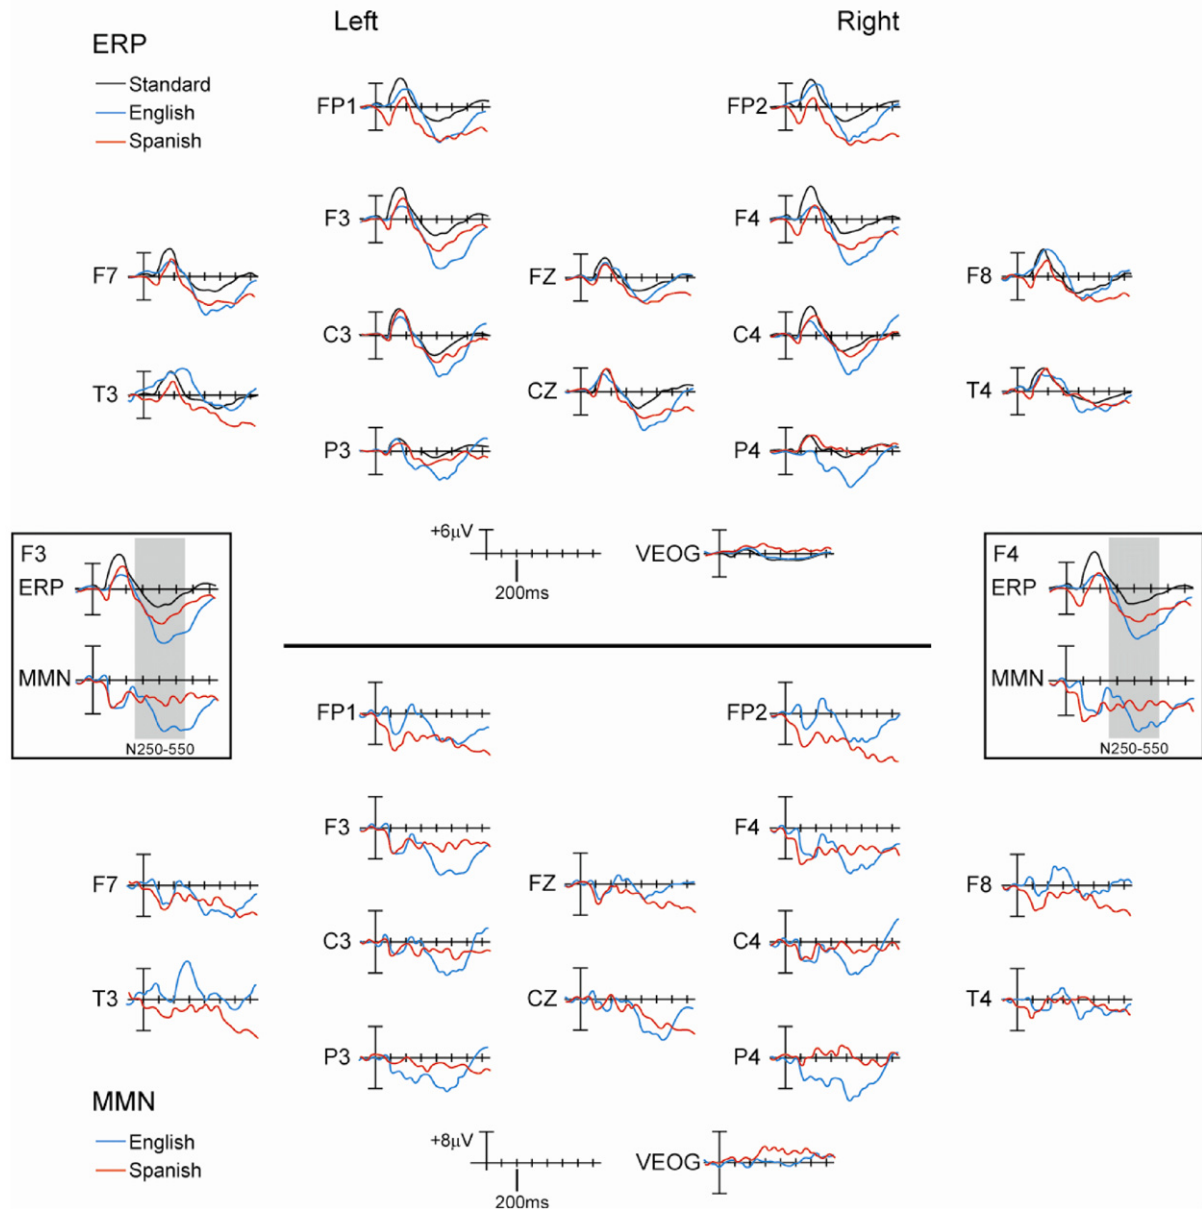 Left Right
ERP
Standard
English
Spanish
FP1 FP2
F3 F4
F7 FZ F8
C3 C4
T3 CZ T4
P3 P4
+6μV VEOG
200ms
F3
ERP
MMN
N250-550
F4
ERP
MMN
N250-550
FP1 FP2
F3 F4
F7 FZ F8
C3 C4
T3 CZ T4
P3 P4
MMN
English
Spanish
+8μV VEOG
200ms